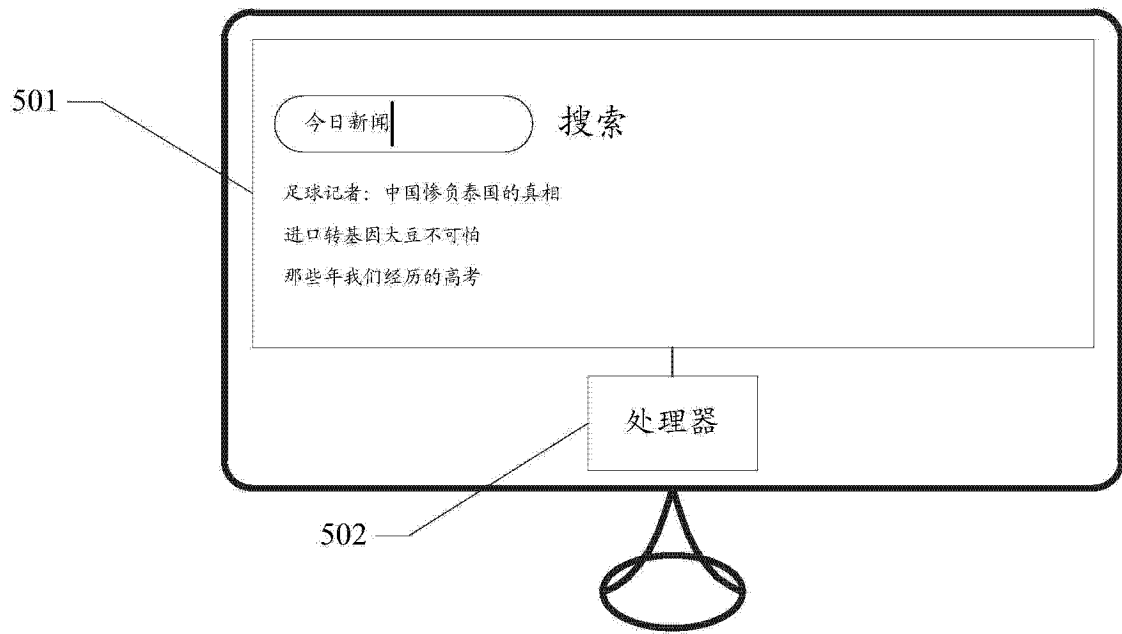 501
今日新闻 搜索
足球记者：中国惨负泰国的真相
进口转基因大豆不可怕
那些年我们经历的高考
处理器
502